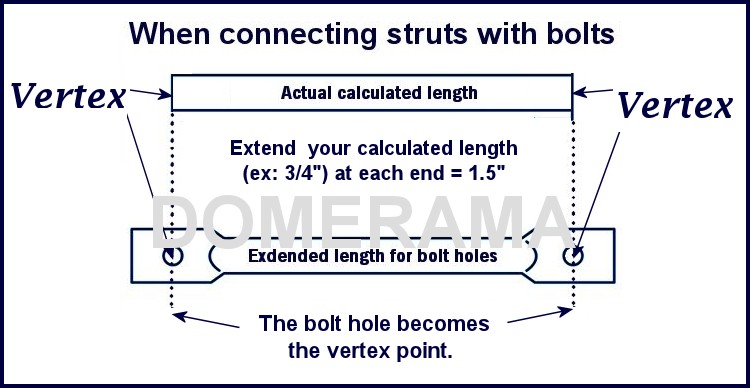 When connecting struts with bolts
Vertex
Actual calculated length
Vertex
Extend your calculated length
(ex: 3/4") at each end = 1.5"
DOMERAMA
Exdended length for bolt holes
The bolt hole becomes
the vertex point.